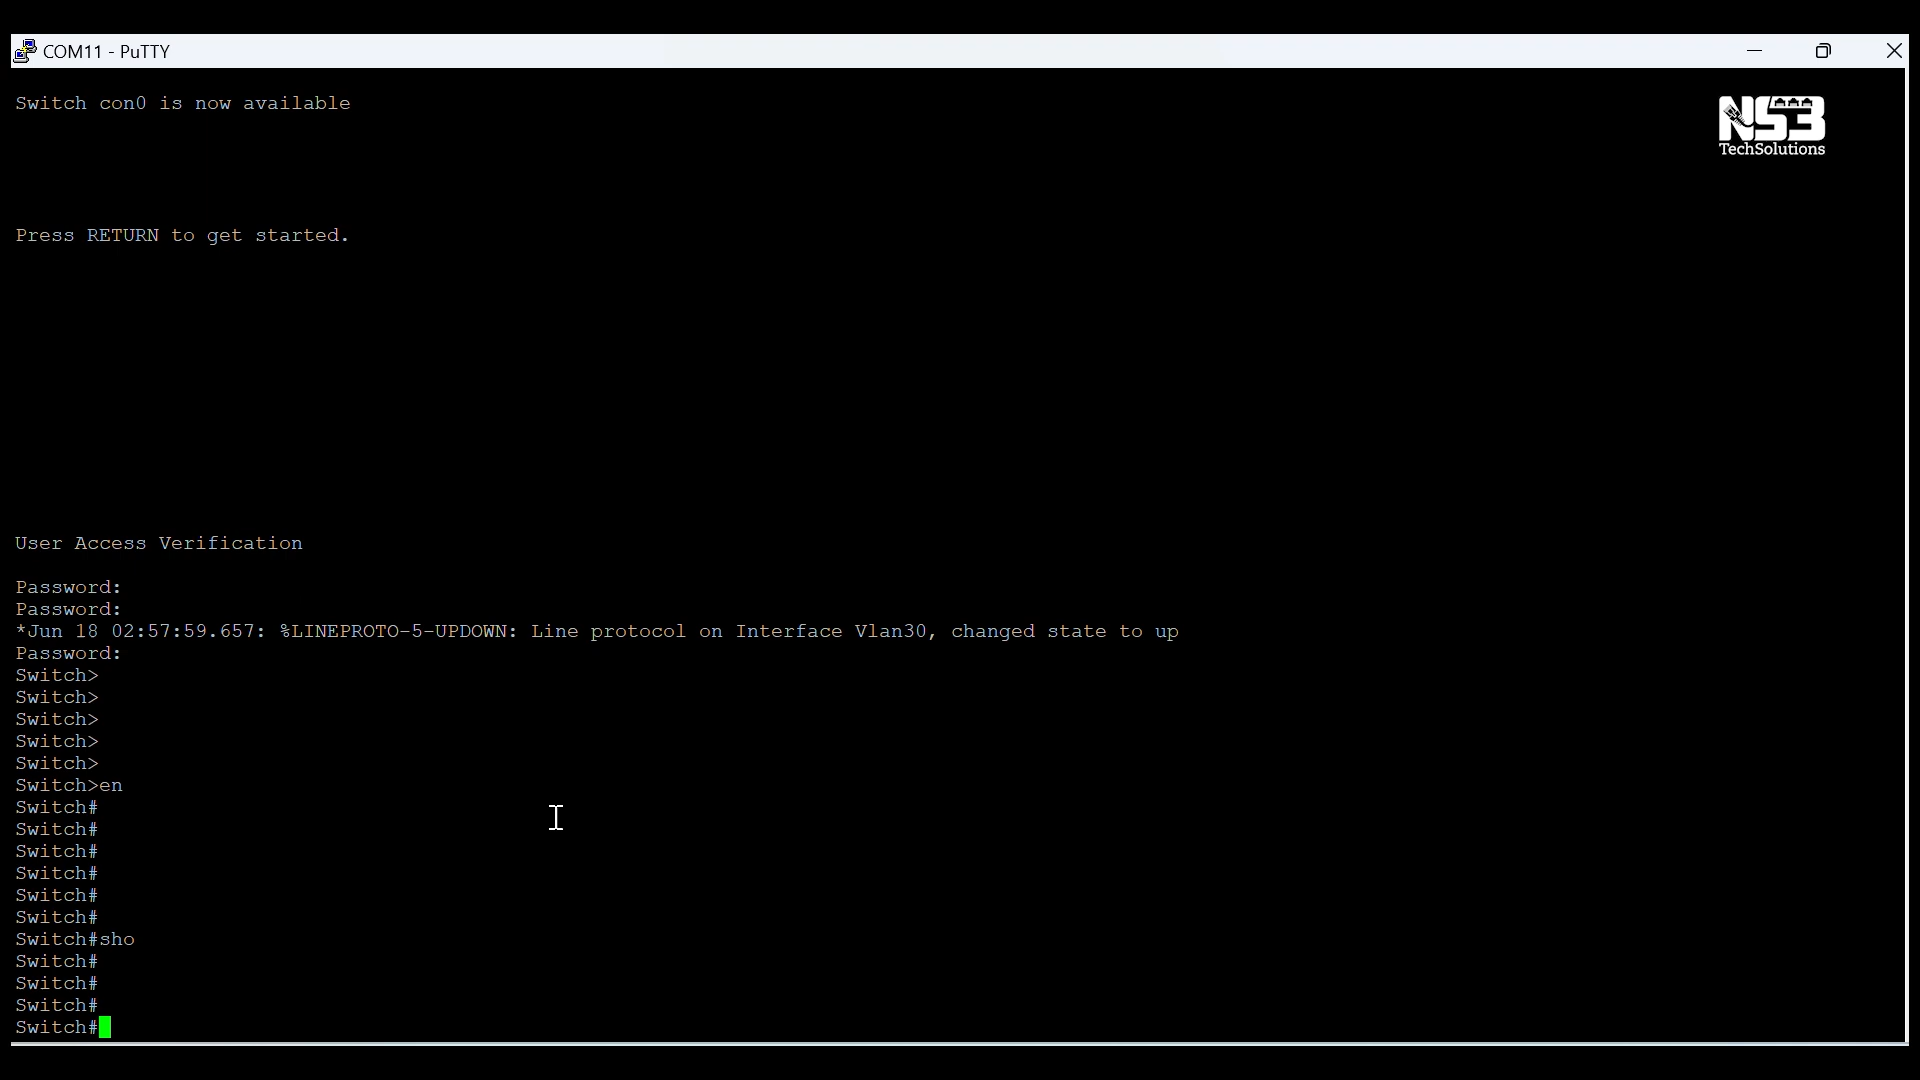 COM11 - PuTTY
Switch con0 is now available
NS3
TechSolutions
Press RETURN to get started.
User Access Verification
Password:
Password:
*Jun 18 02:57:59.657: %LINEPROTO-5-UPDOWN: Line protocol on Interface Vlan30, changed state to up
Password:
Switch>
Switch>
Switch>
Switch>
Switch>
Switch>en
Switch#
Switch#
Switch#
Switch#
Switch#
Switch#
Switch#sho
Switch#
Switch#
Switch#
Switch#